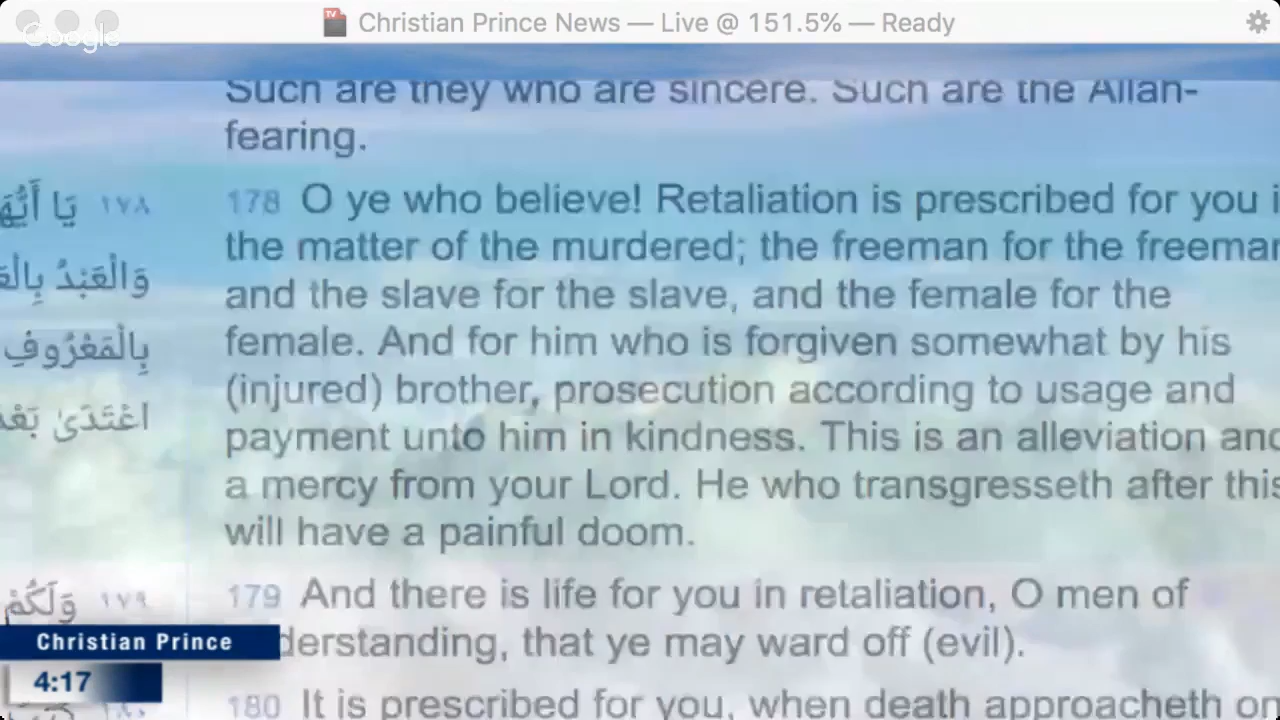 Christian Prince News — Live @ 151.5% — Ready
Google
Such are they who are sincere. Such are the Allah-
fearing.
١٧٨ يَا أَيُّهَا
178 O ye who believe! Retaliation is prescribed for you i
وَالْعَبْدُ
the matter of the murdered; the freeman for the freeman
and the slave for the slave, and the female for the
بِالْمَعْرُوفِ
female. And for him who is forgiven somewhat by his
(injured) brother, prosecution according to usage and
اعْتَدَىٰ
payment unto him in kindness. This is an alleviation and
a mercy from your Lord. He who transgresseth after this
will have a painful doom.
١٧٩ وَلَكُمْ
179 And there is life for you in retaliation, O men of
derstanding, that ye may ward off (evil).
Christian Prince
4:17
١٨٠
180 It is prescribed for you, when death approacheth on